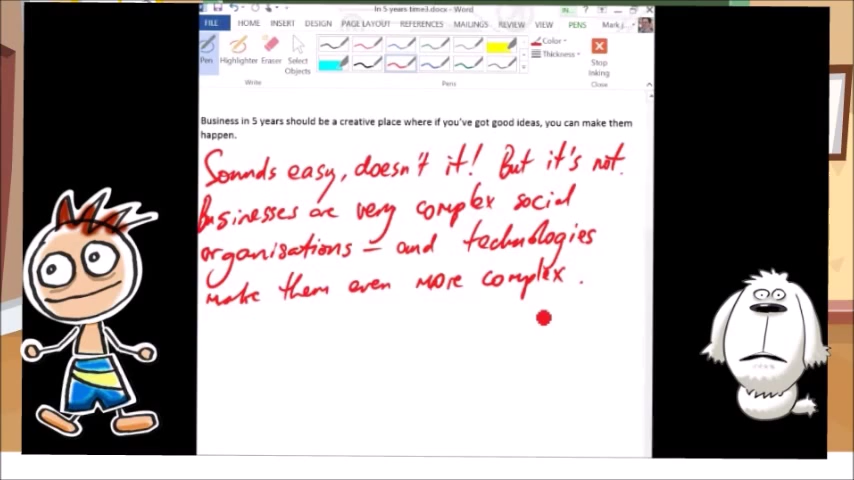 In 5 years time3.docx - Word
FILE HOME INSERT DESIGN PAGE LAYOUT REFERENCES MAILINGS REVIEW VIEW PENS Mark J...
Pen Highlighter Eraser Select Objects
Color
Thickness
Stop Inking
Write Pens Close
Business in 5 years should be a creative place where if you've got good ideas, you can make them
happen.
Sounds easy, doesn't it! But it's not.
Businesses are very complex social
organisations – and technologies
make them even more complex.